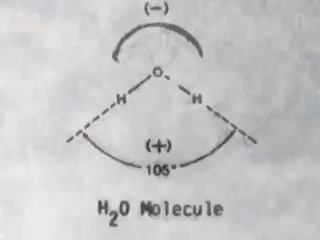 (-)
O
H H
(+)
105°
H₂O Molecule